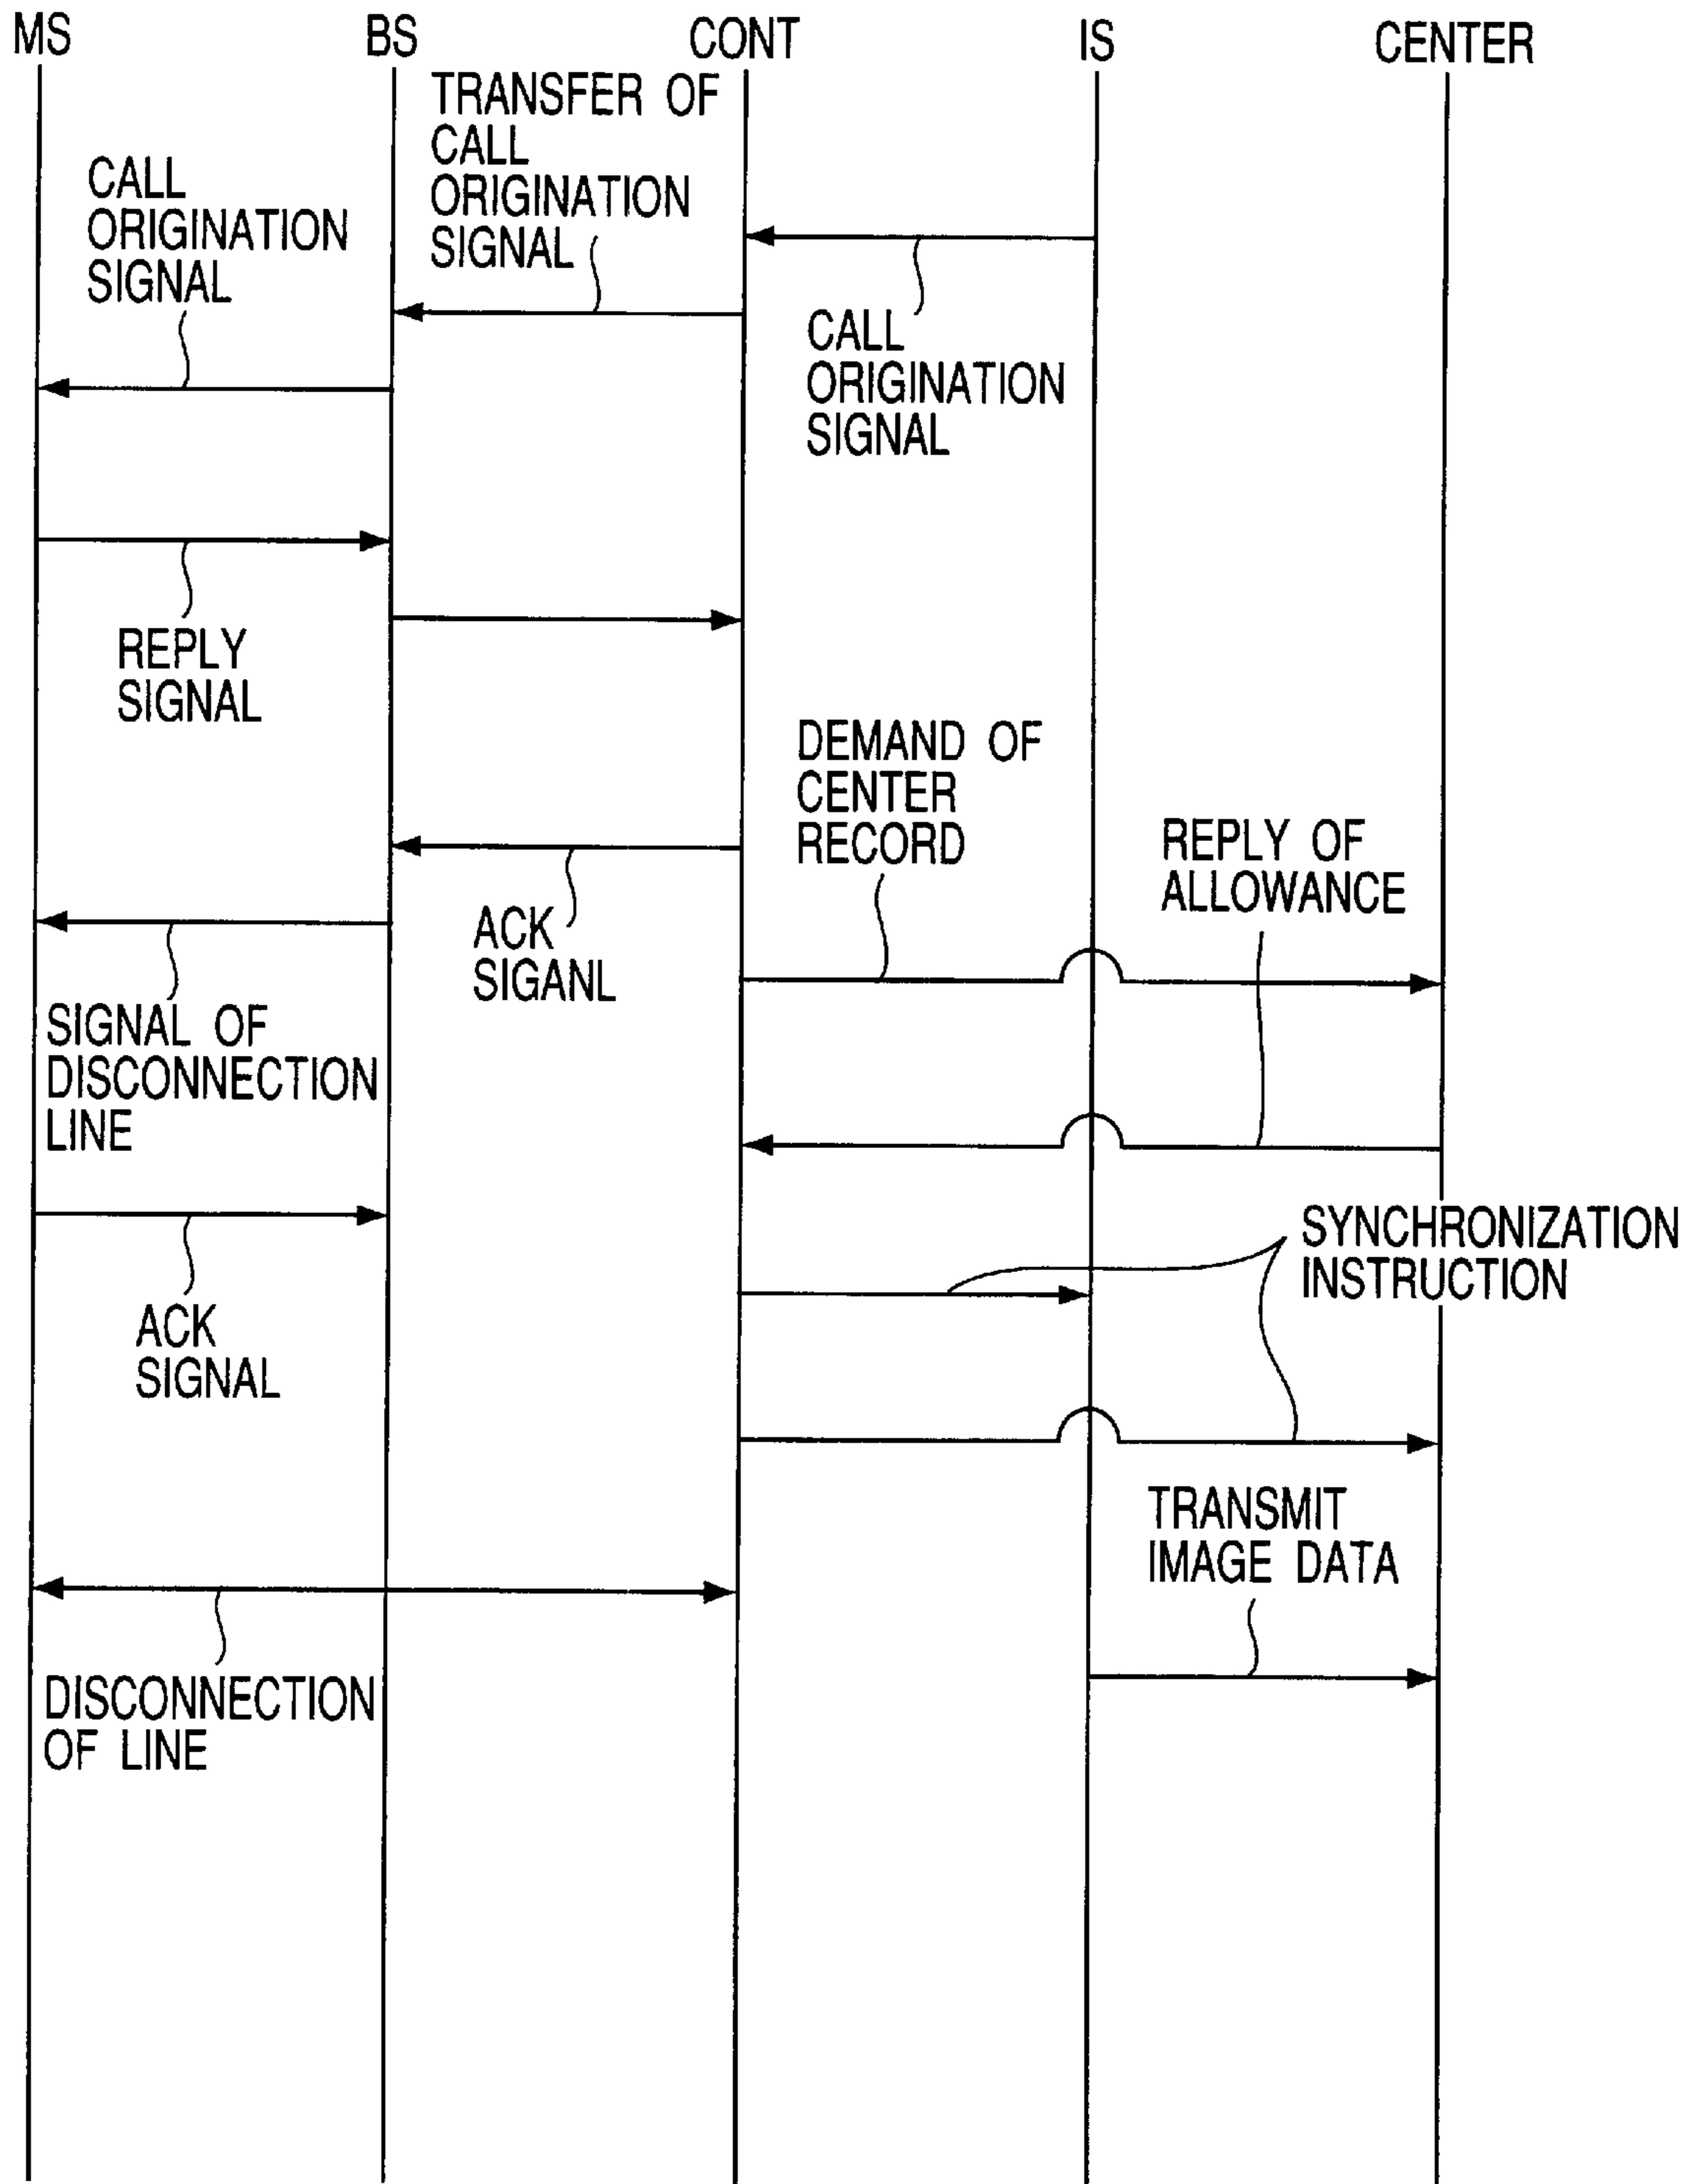 MS
BS
CONT
IS
CENTER
TRANSFER OF
CALL
ORIGINATION
SIGNAL
CALL
ORIGINATION
SIGNAL
CALL
ORIGINATION
SIGNAL
REPLY
SIGNAL
DEMAND OF
CENTER
RECORD
REPLY OF
ALLOWANCE
ACK
SIGANL
SIGNAL OF
DISCONNECTION
LINE
SYNCHRONIZATION
INSTRUCTION
ACK
SIGNAL
TRANSMIT
IMAGE DATA
DISCONNECTION
OF LINE